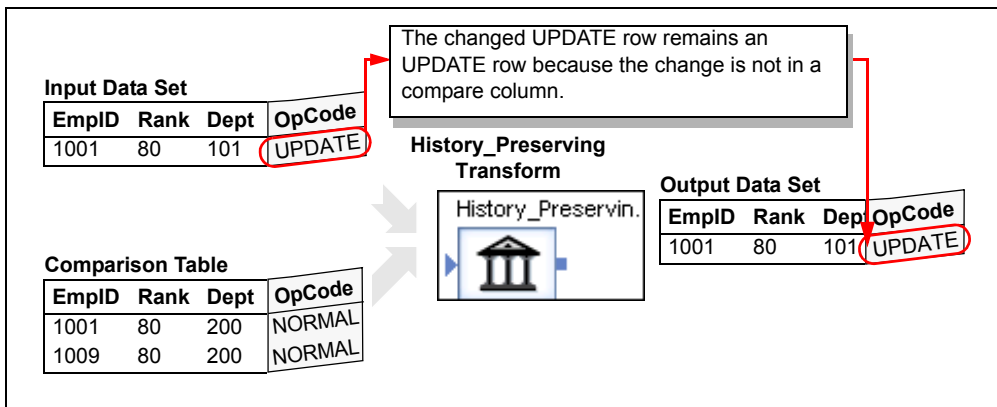 The changed UPDATE row remains an
UPDATE row because the change is not in a
compare column.
Input Data Set
EmpID Rank Dept OpCode
1001 80 101 UPDATE
History_Preserving
Transform
History_Preservin.
Comparison Table
EmpID Rank Dept OpCode
1001 80 200 NORMAL
1009 80 200 NORMAL
Output Data Set
EmpID Rank Dept OpCode
1001 80 101 UPDATE